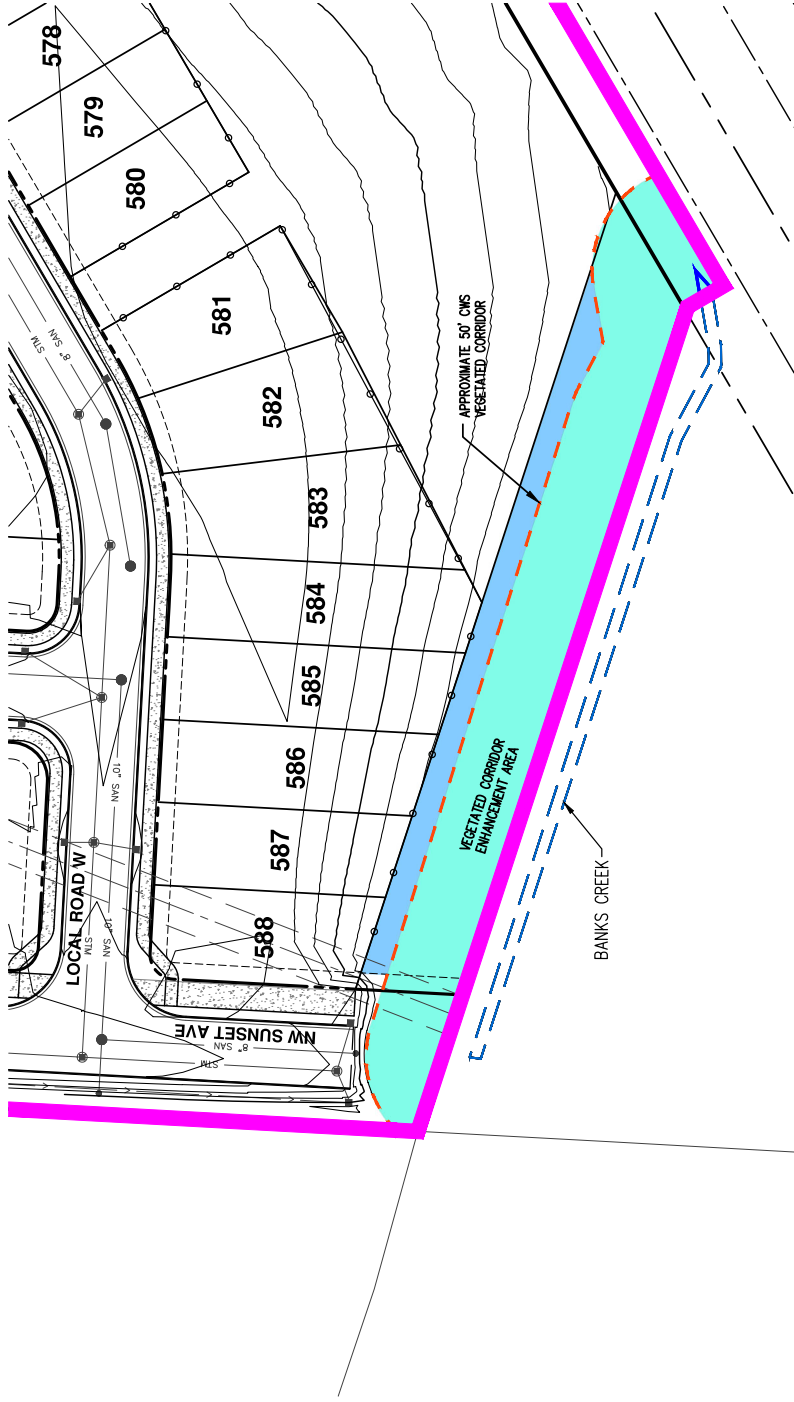 578
579
580
581
582
583
584
585
586
587
588
STM
8" SAN
10" SAN
LOCAL ROAD W
10" SAN
STM
NW SUNSET AVE
8" SAN
STM
APPROXIMATE 50' CWS
VEGETATED CORRIDOR
VEGETATED CORRIDOR
ENHANCEMENT AREA
BANKS CREEK